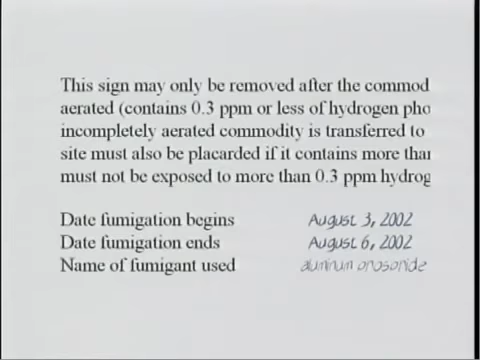 This sign may only be removed after the commod
aerated (contains 0.3 ppm or less of hydrogen pho
incompletely aerated commodity is transferred to
site must also be placarded if it contains more than
must not be exposed to more than 0.3 ppm hydrog
Date fumigation begins August 3, 2002
Date fumigation ends August 6, 2002
Name of fumigant used